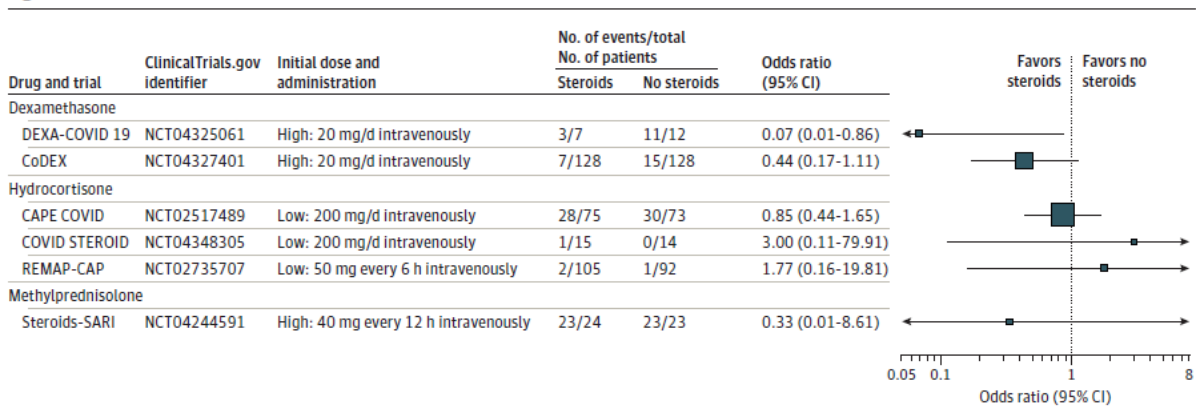 No. of events/total
No. of patients
Drug and trial ClinicalTrials.gov identifier Initial dose and administration Steroids No steroids Odds ratio (95% CI) Favors steroids Favors no steroids
Dexamethasone
DEXA-COVID 19 NCT04325061 High: 20 mg/d intravenously 3/7 11/12 0.07 (0.01-0.86)
CoDEX NCT04327401 High: 20 mg/d intravenously 7/128 15/128 0.44 (0.17-1.11)
Hydrocortisone
CAPE COVID NCT02517489 Low: 200 mg/d intravenously 28/75 30/73 0.85 (0.44-1.65)
COVID STEROID NCT04348305 Low: 200 mg/d intravenously 1/15 0/14 3.00 (0.11-79.91)
REMAP-CAP NCT02735707 Low: 50 mg every 6 h intravenously 2/105 1/92 1.77 (0.16-19.81)
Methylprednisolone
Steroids-SARI NCT04244591 High: 40 mg every 12 h intravenously 23/24 23/23 0.33 (0.01-8.61)
0.05 0.1 1 8
Odds ratio (95% CI)